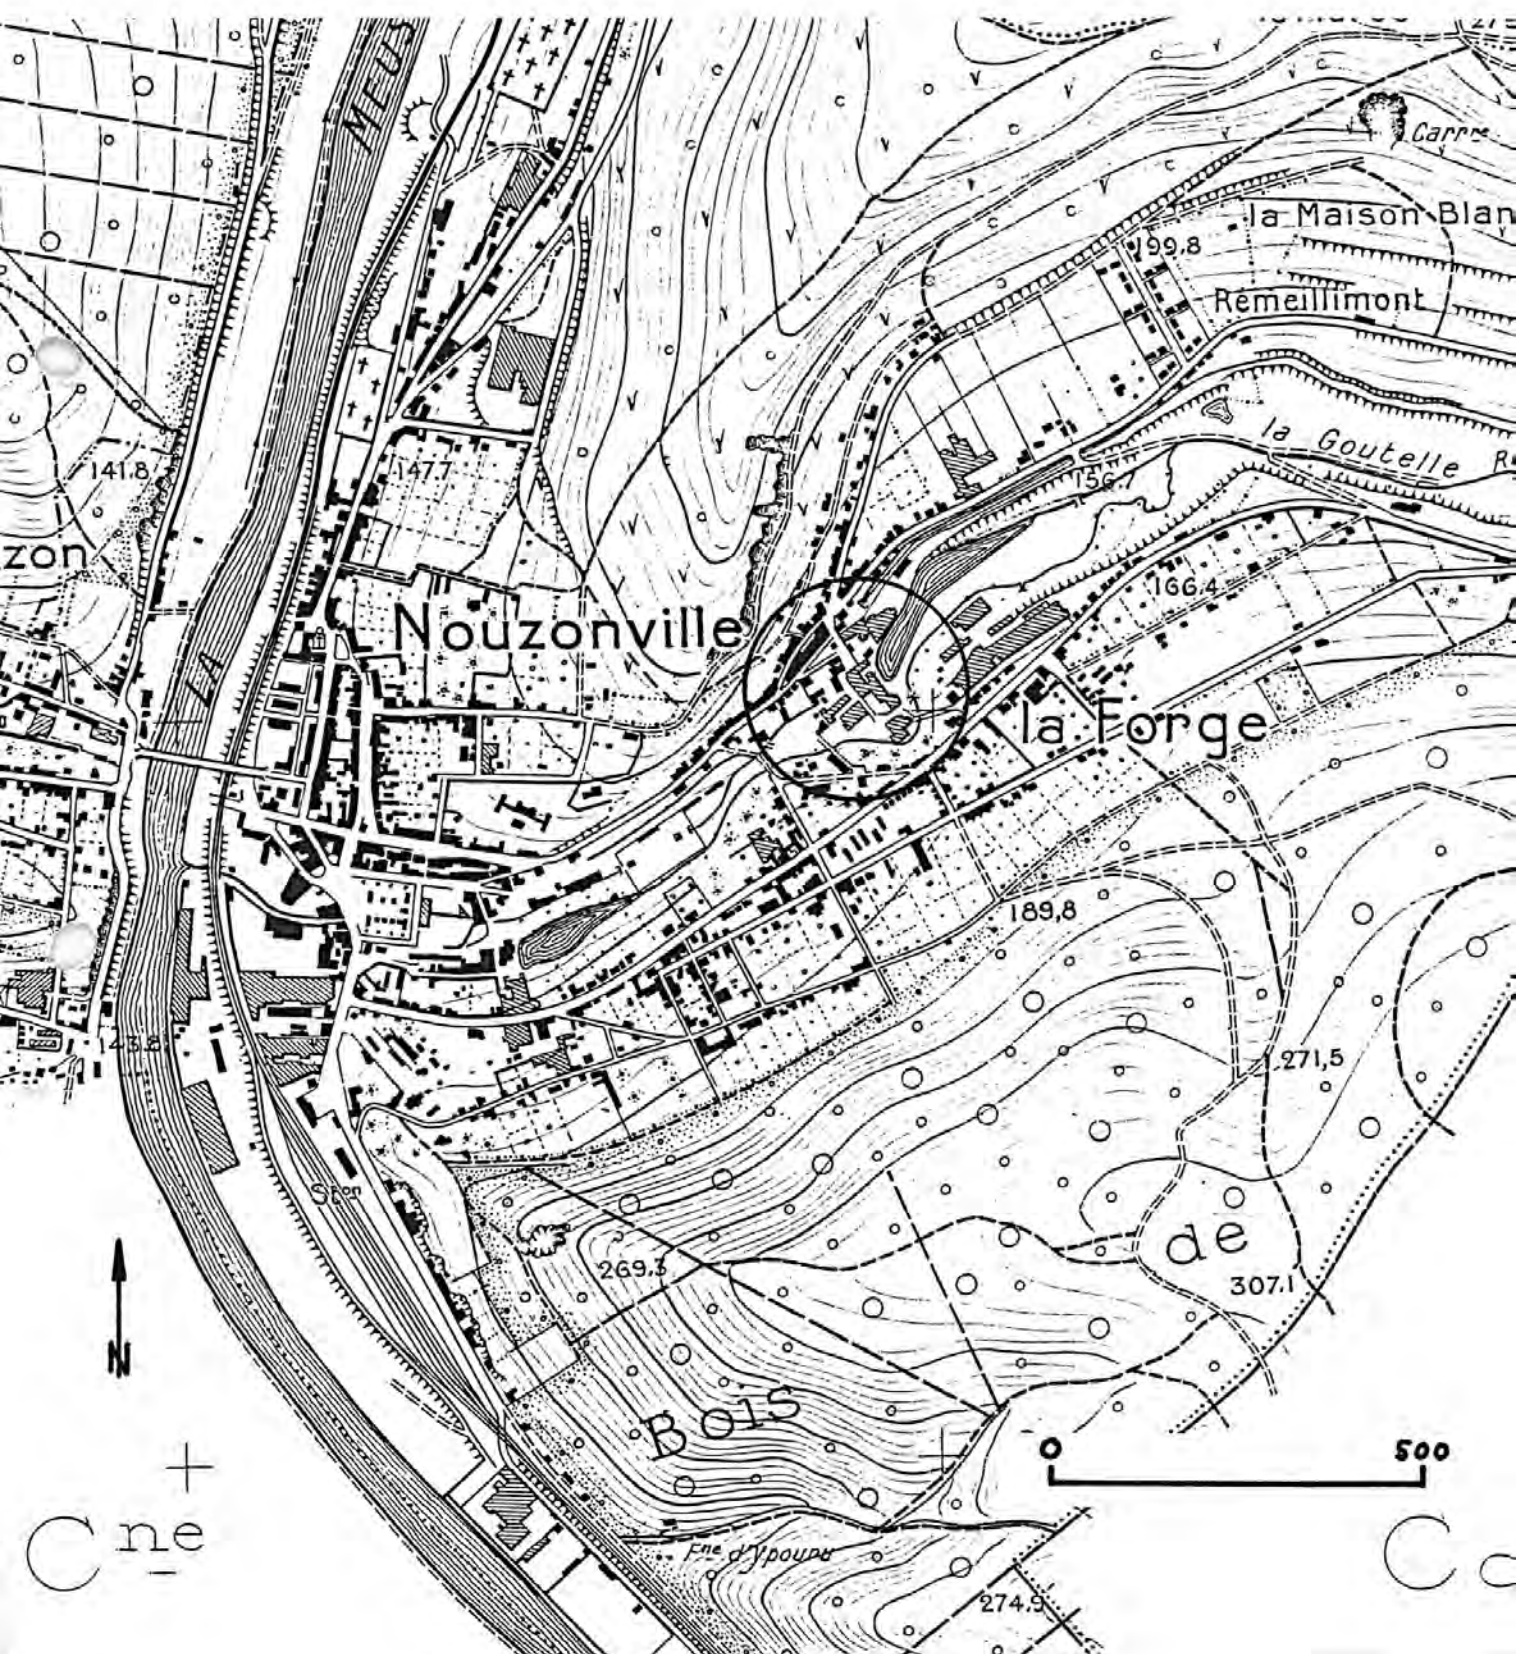 MEUS
Carre
la Maison Blan
199.8
Remeillimont
la Goutelle
141.8
147.7
156.7
zon
166.4
Nouzonville
LA
la Forge
189,8
143.8
271,5
Ston
de
269.3
307.1
N
Bois
0 500
Cne
Fne d'Ypouru
274.9